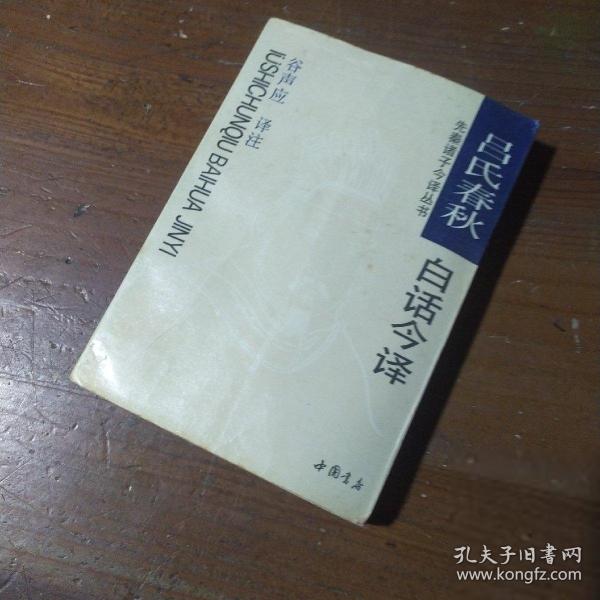 吕氏春秋
白话今译
先秦诸子今译丛书
谷声应 译注
lÜSHICHUNQIU BAIHUA JINYI
中国书店
孔夫子旧书网
www.kongfz.com